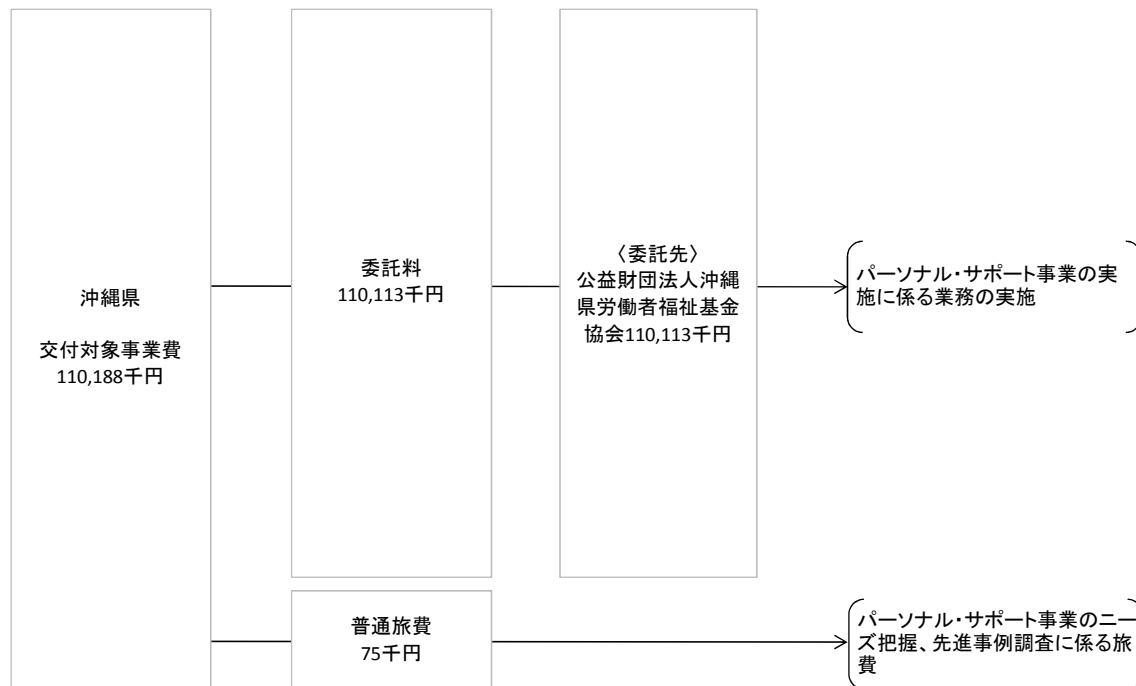 沖縄県
交付対象事業費
110,188千円
委託料
110,113千円
〈委託先〉
公益財団法人沖縄
県労働者福祉基金
協会110,113千円
パーソナル・サポート事業の実
施に係る業務の実施
普通旅費
75千円
パーソナル・サポート事業のニー
ズ把握、先進事例調査に係る旅
費